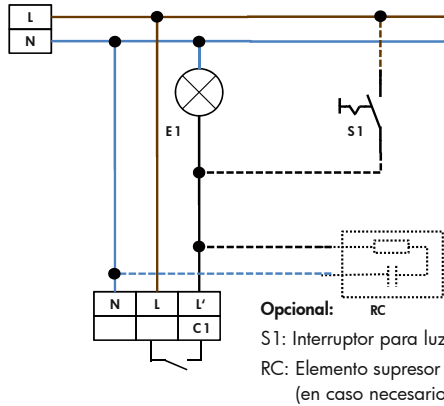 L
N
E1
S1
N L L'
C1
Opcional: RC
S1: Interruptor para luz
RC: Elemento supresor
(en caso necesario